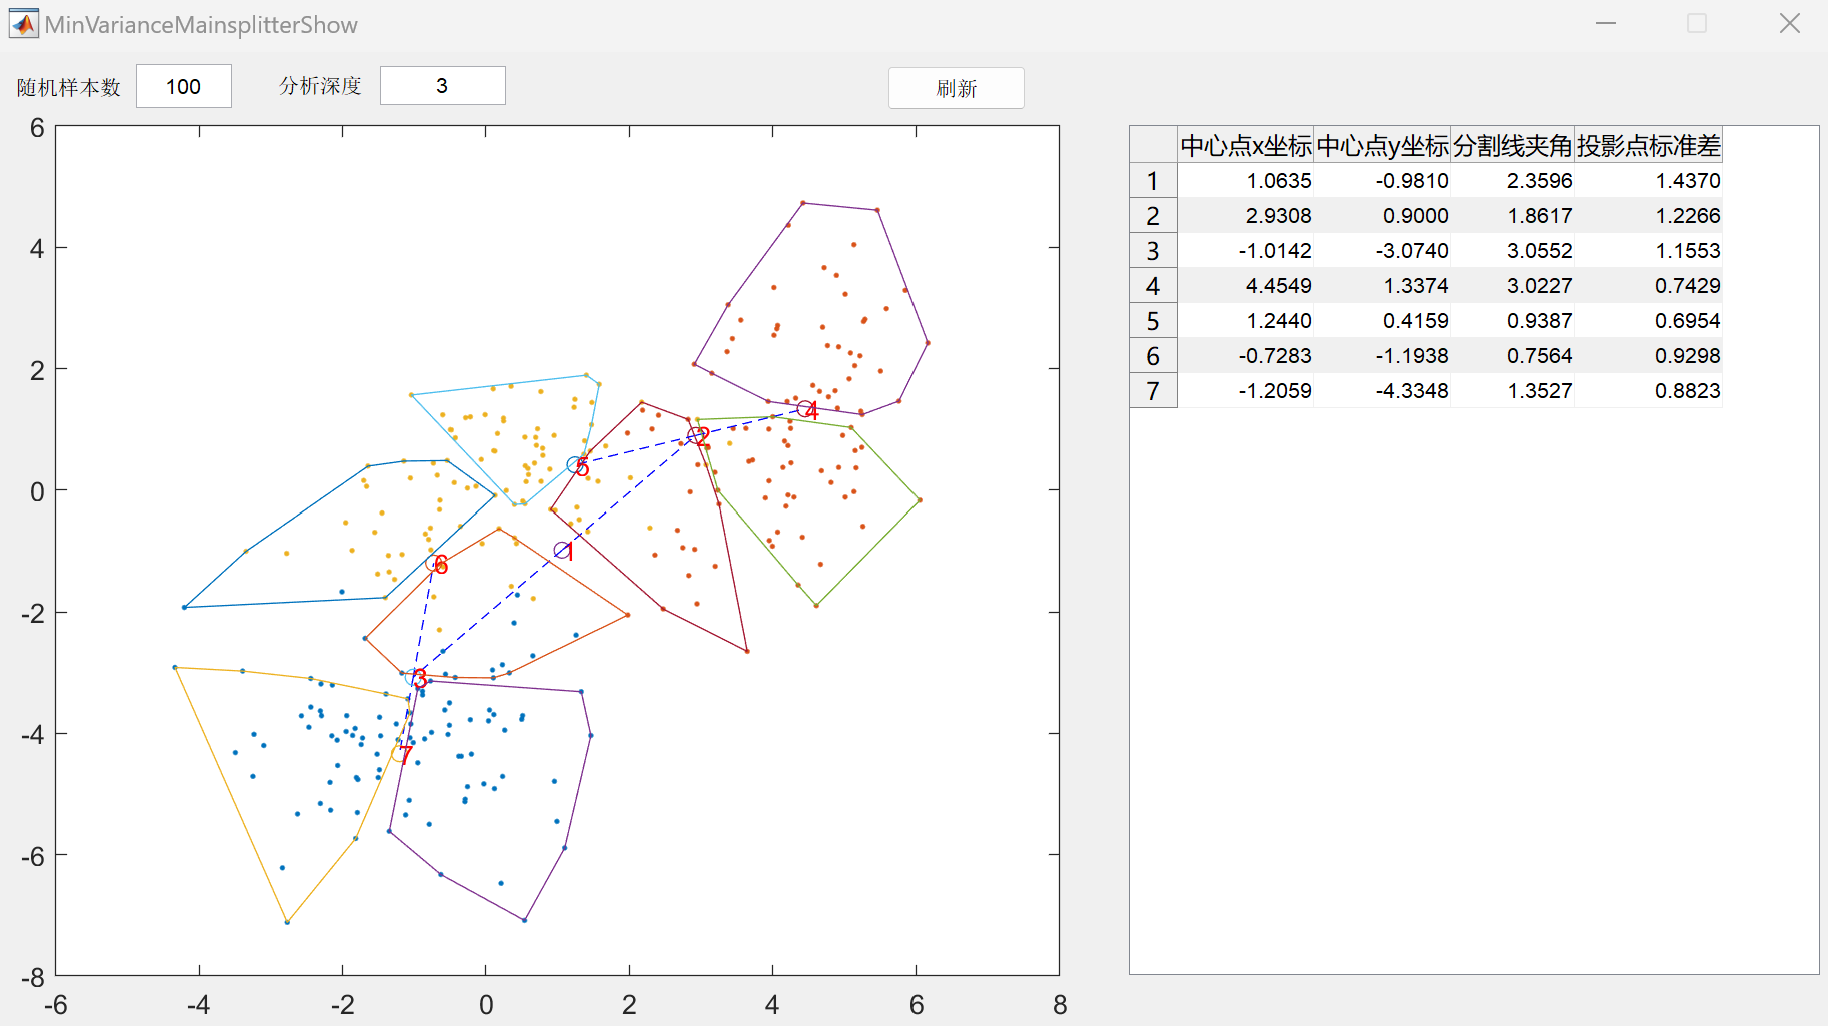 MinVarianceMainsplitterShow
随机样本数 100 分析深度 3 刷新
6
4
2
0
-2
-4
-6
-8
-6 -4 -2 0 2 4 6 8
4
2
5
1
6
3
7
中心点x坐标 中心点y坐标 分割线夹角 投影点标准差
1 1.0635 -0.9810 2.3596 1.4370
2 2.9308 0.9000 1.8617 1.2266
3 -1.0142 -3.0740 3.0552 1.1553
4 4.4549 1.3374 3.0227 0.7429
5 1.2440 0.4159 0.9387 0.6954
6 -0.7283 -1.1938 0.7564 0.9298
7 -1.2059 -4.3348 1.3527 0.8823